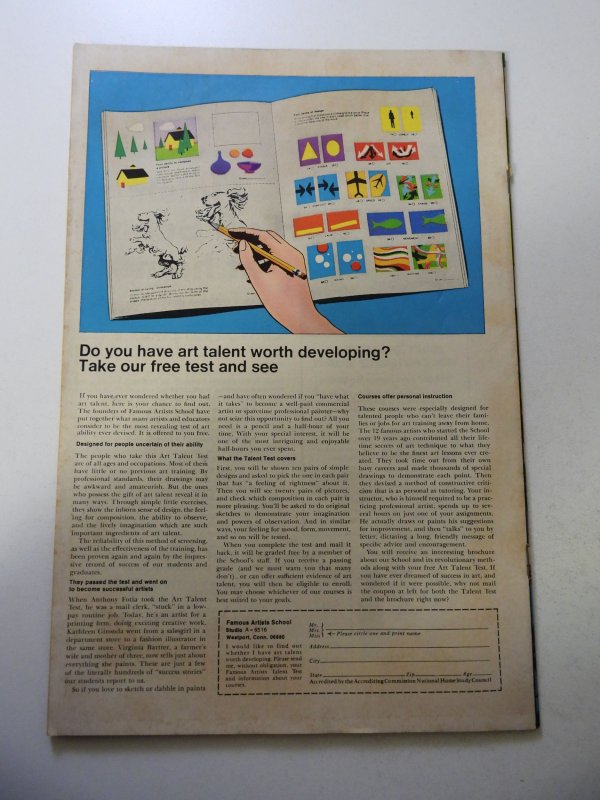 Do you have art talent worth developing?
Take our free test and see
If you have ever wondered whether you had
art talent, here is your chance to find out.
The founders of Famous Artists School have
put together what many artists and educators
consider to be the most revealing test of art
ability ever devised. It is offered to you free.
Designed for people uncertain of their ability
The people who take this Art Talent Test
are of all ages and occupations. Most of them
have little or no previous art training. By
professional standards, their drawings may
be awkward and amateurish. But the ones
who possess the gift of art talent reveal it in
many ways. Through simple little exercises,
they show the inborn sense of design, the feel-
ing for composition, the ability to observe,
and the lively imagination which are such
important ingredients of art talent.
The reliability of this method of screening,
as well as the effectiveness of the training, has
been proven again and again by the impres-
sive record of success of our students and
graduates.
They passed the test and went on
to become successful artists
When Anthony Fotia took the Art Talent
Test, he was a mail clerk, "stuck" in a low-
pay routine job. Today, he's an artist for a
printing firm, doing exciting creative work.
Kathleen Gironda went from a salesgirl in a
department store to a fashion illustrator in
the same store. Virginia Bartter, a farmer's
wife and mother of three, now sells just about
everything she paints. These are just a few
of the literally hundreds of "success stories"
our students report to us.
So if you love to sketch or dabble in paints
—and have often wondered if you "have what
it takes" to become a well-paid commercial
artist or sparetime professional painter—why
not seize this opportunity to find out? All you
need is a pencil and a half-hour of your
time. With your special interest, it will be
one of the most intriguing and enjoyable
half-hours you ever spent.
What the Talent Test covers
First, you will be shown ten pairs of simple
designs and asked to pick the one in each pair
that has "a feeling of rightness" about it.
Then you will see twenty pairs of pictures,
and check which composition in each pair is
more pleasing. You'll be asked to do original
sketches to demonstrate your imagination
and powers of observation. And in similar
ways, your feeling for mood, form, movement,
and so on will be tested.
When you complete the test and mail it
back, it will be graded free by a member of
the School's staff. If you receive a passing
grade (and we must warn you that many
don't), or can offer sufficient evidence of art
talent, you will then be eligible to enroll.
You may choose whichever of our courses is
best suited to your goals.
Courses offer personal instruction
These courses were especially designed for
talented people who can't leave their fami-
lies or jobs for art training away from home.
The 12 famous artists who started the School
over 19 years ago contributed all their life-
time secrets of art technique to what they
believe to be the finest art lessons ever cre-
ated. They took time out from their own
busy careers and made thousands of special
drawings to demonstrate each point. Then
they devised a method of constructive criti-
cism that is as personal as tutoring. Your in-
structor, who is himself required to be a prac-
ticing professional artist, spends up to sev-
eral hours on just one of your assignments.
He actually draws or paints his suggestions
for improvement, and then "talks" to you by
letter, dictating a long, friendly message of
specific advice and encouragement.
You will receive an interesting brochure
about our School and its revolutionary meth-
ods along with your free Art Talent Test. If
you have ever dreamed of success in art, and
wondered if it were possible, why not mail
the coupon at left for both the Talent Test
and the brochure right now?
Famous Artists School
Studio A-6516
Westport, Conn. 06880
I would like to find out
whether I have art talent
worth developing. Please send
me, without obligation, your
Famous Artists Talent Test
and information about your
courses.
Mr.
Mrs.
Miss
Please circle one and print name
Address
City
State Zip Age
Accredited by the Accrediting Commission National Home Study Council